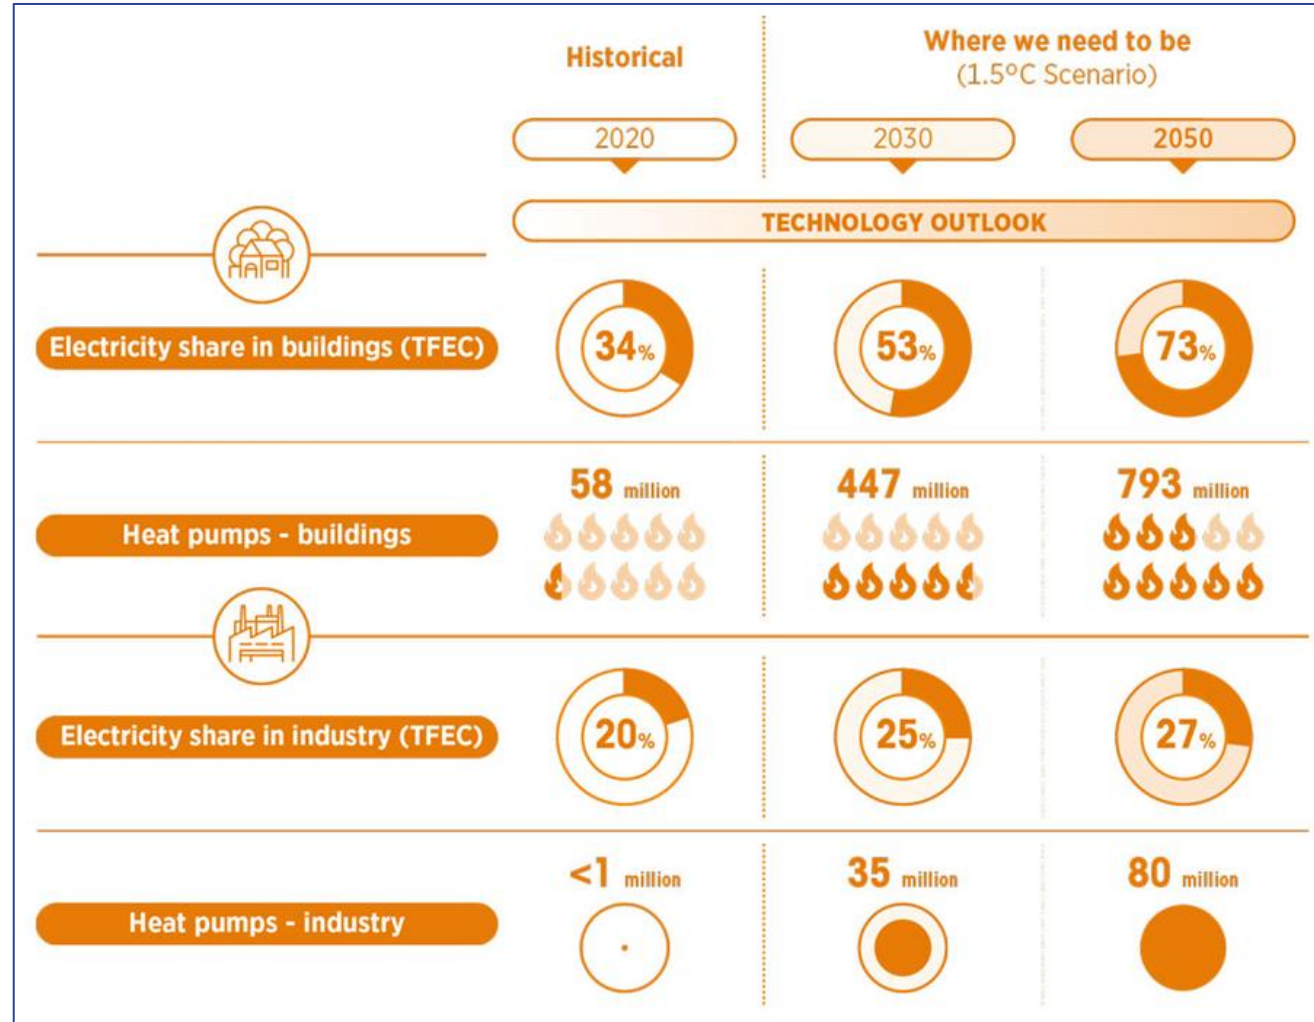 Historical
Where we need to be
(1.5°C Scenario)
2020
2030
2050
TECHNOLOGY OUTLOOK
Electricity share in buildings (TFEC)
34%
53%
73%
Heat pumps - buildings
58 million
447 million
793 million
Electricity share in industry (TFEC)
20%
25%
27%
Heat pumps - industry
<1 million
35 million
80 million